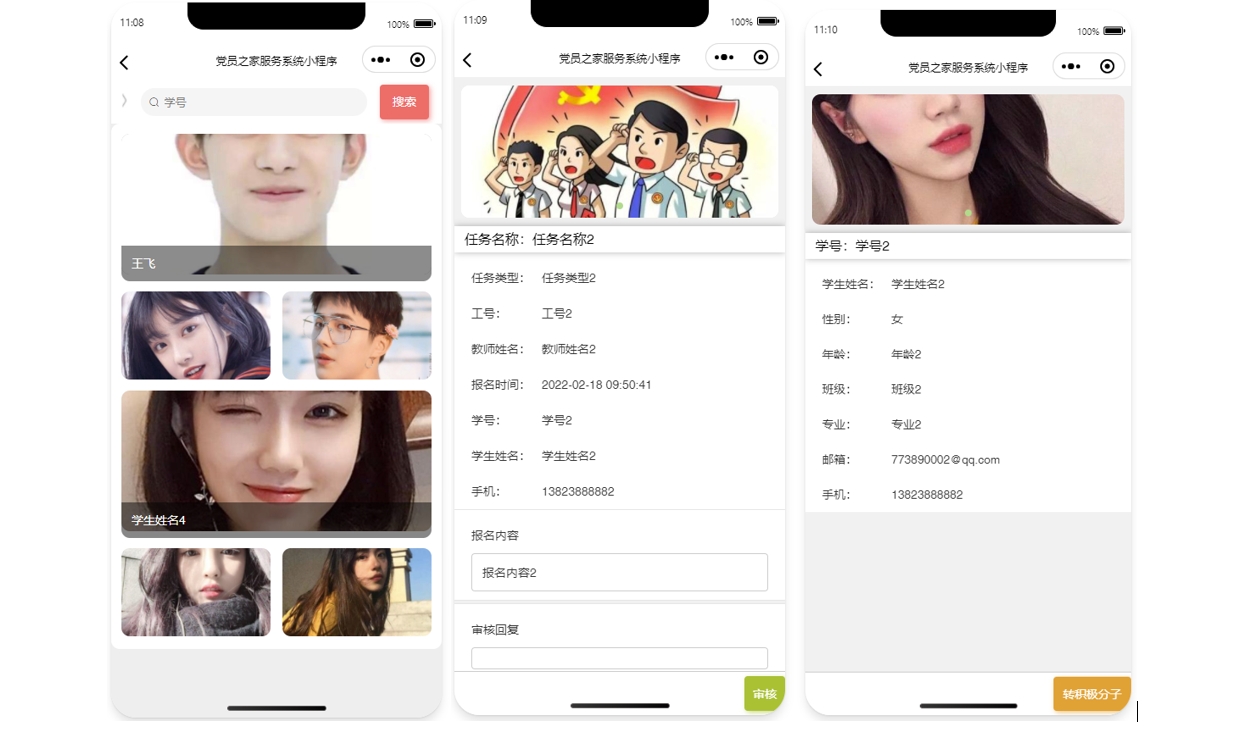 11:08
100%
党员之家服务系统小程序
学号
搜索
王飞
学生姓名4
11:09
100%
党员之家服务系统小程序
任务名称：任务名称2
任务类型：任务类型2
工号：工号2
教师姓名：教师姓名2
报名时间：2022-02-18 09:50:41
学号：学号2
学生姓名：学生姓名2
手机：13823888882
报名内容
报名内容2
审核回复
审核
11:10
100%
党员之家服务系统小程序
学号：学号2
学生姓名：学生姓名2
性别：女
年龄：年龄2
班级：班级2
专业：专业2
邮箱：773890002@qq.com
手机：13823888882
转积极分子